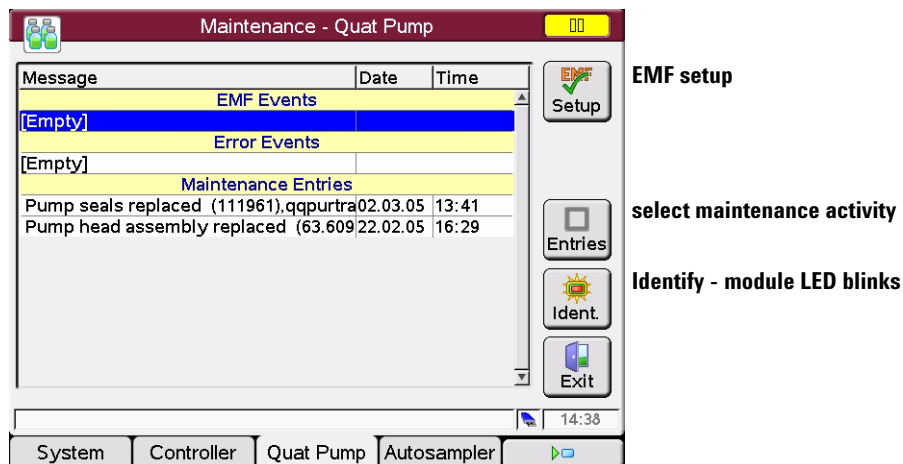 Maintenance - Quat Pump
Message Date Time
EMF Events
[Empty]
Error Events
[Empty]
Maintenance Entries
Pump seals replaced (111961),qqpurtra 02.03.05 13:41
Pump head assembly replaced (63.609 22.02.05 16:29
EMF
Setup
EMF setup
Entries
select maintenance activity
Ident.
Identify - module LED blinks
Exit
14:38
System Controller Quat Pump Autosampler